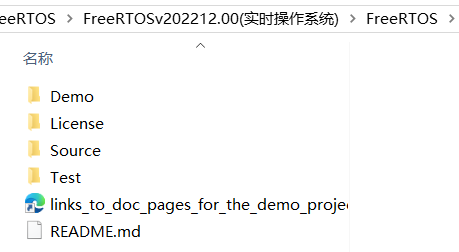 eeRTOS > FreeRTOSv202212.00(实时操作系统) > FreeRTOS >
名称
Demo
License
Source
Test
links_to_doc_pages_for_the_demo_projec
README.md